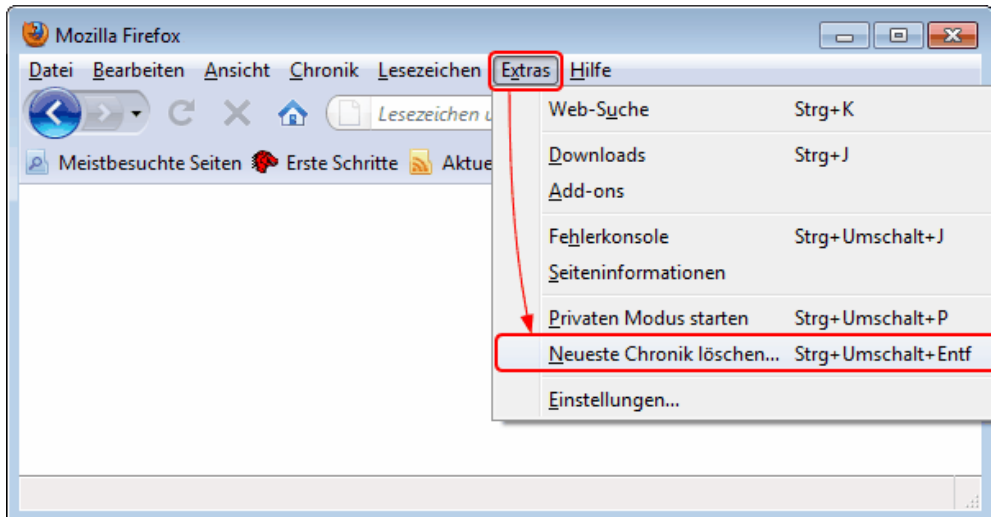 Mozilla Firefox
Datei Bearbeiten Ansicht Chronik Lesezeichen Extras Hilfe
Lesezeichen
Meistbesuchte Seiten Erste Schritte
Web-Suche Strg+K
Downloads Strg+J
Add-ons
Fehlerkonsole Strg+Umschalt+J
Seiteninformationen
Privaten Modus starten Strg+Umschalt+P
Neueste Chronik löschen... Strg+Umschalt+Entf
Einstellungen...